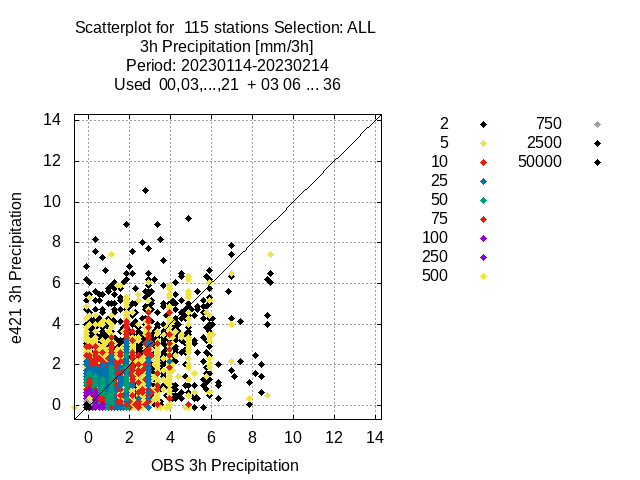 Scatterplot for  115 stations Selection: ALL
3h Precipitation [mm/3h]
Period: 20230114-20230214
Used  00,03,...,21  + 03 06 ... 36
14
12
10
8
6
4
2
0
e421 3h Precipitation
0 2 4 6 8 10 12 14
OBS 3h Precipitation
2
5
10
25
50
75
100
250
500
750
2500
50000